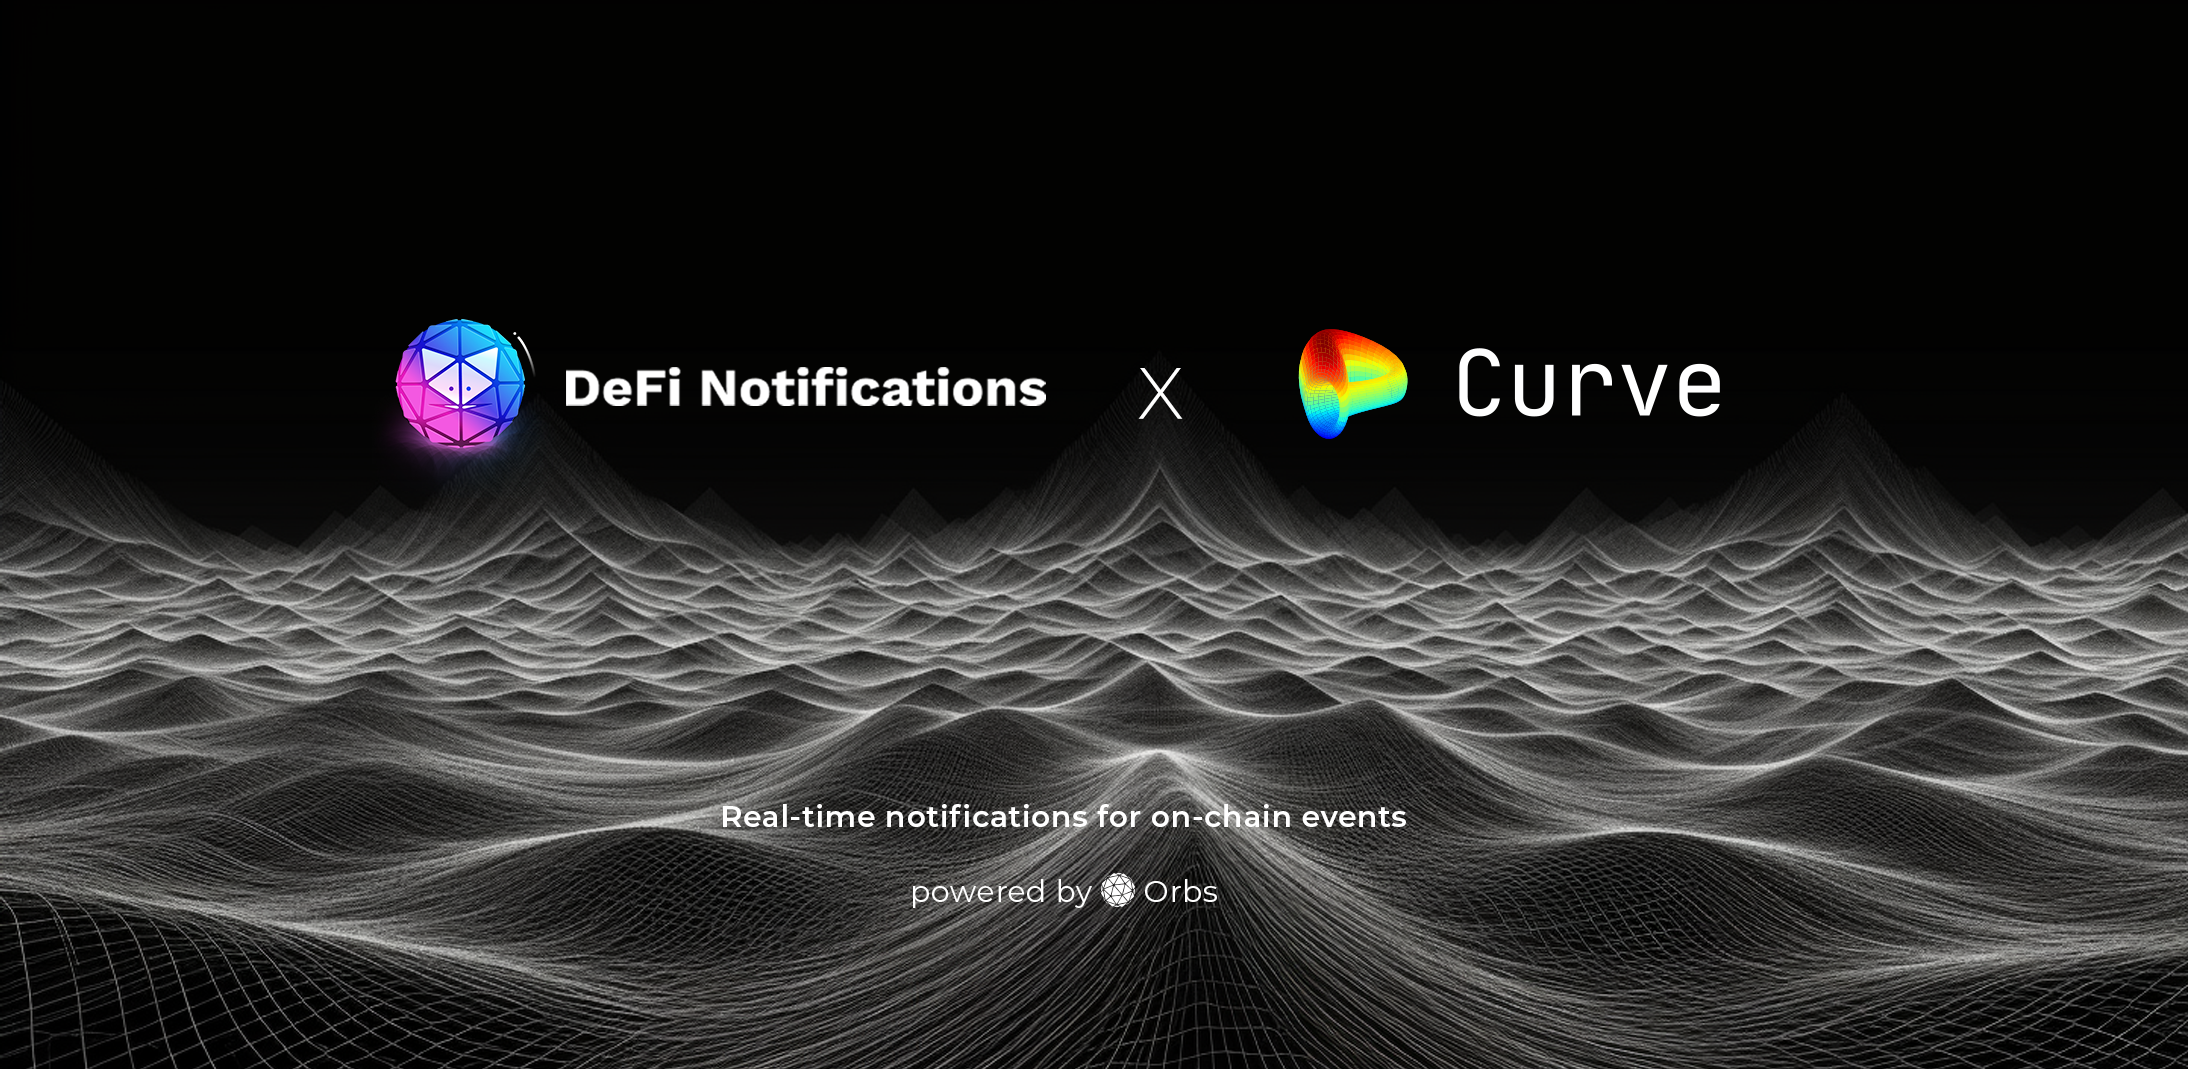 DeFi Notifications X Curve
Real-time notifications for on-chain events
powered by Orbs